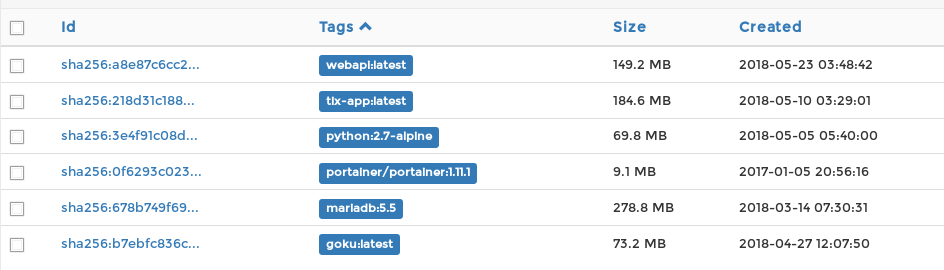 Id Tags Size Created
sha256:a8e87c6cc2... webapi:latest 149.2 MB 2018-05-23 03:48:42
sha256:218d31c188... tlx-app:latest 184.6 MB 2018-05-10 03:29:01
sha256:3e4f91c08d... python:2.7-alpine 69.8 MB 2018-05-05 05:40:00
sha256:0f6293c023... portainer/portainer:1.11.1 9.1 MB 2017-01-05 20:56:16
sha256:678b749f69... mariadb:5.5 278.8 MB 2018-03-14 07:30:31
sha256:b7ebfc836c... goku:latest 73.2 MB 2018-04-27 12:07:50